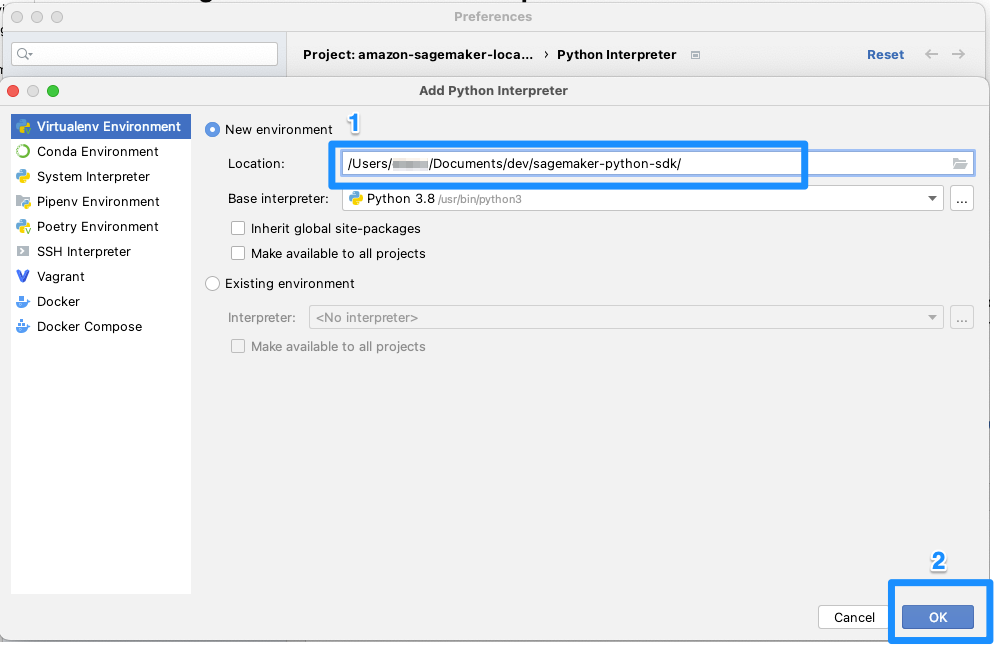 Preferences
Project: amazon-sagemaker-loca... › Python Interpreter
Reset
Add Python Interpreter
Virtualenv Environment
Conda Environment
System Interpreter
Pipenv Environment
Poetry Environment
SSH Interpreter
Vagrant
Docker
Docker Compose
1
New environment
Location: /Users/ /Documents/dev/sagemaker-python-sdk/
Base interpreter: Python 3.8 /usr/bin/python3 ...
Inherit global site-packages
Make available to all projects
Existing environment
Interpreter: <No interpreter> ...
Make available to all projects
2
Cancel
OK